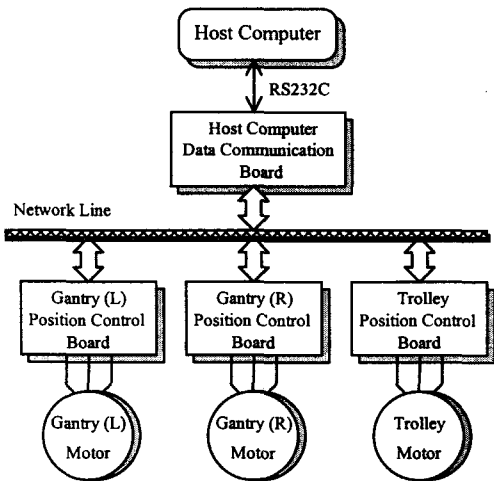 Host Computer
RS232C
Host Computer
Data Communication
Board
Network Line
Gantry (L)
Position Control
Board
Gantry (R)
Position Control
Board
Trolley
Position Control
Board
Gantry (L)
Motor
Gantry (R)
Motor
Trolley
Motor